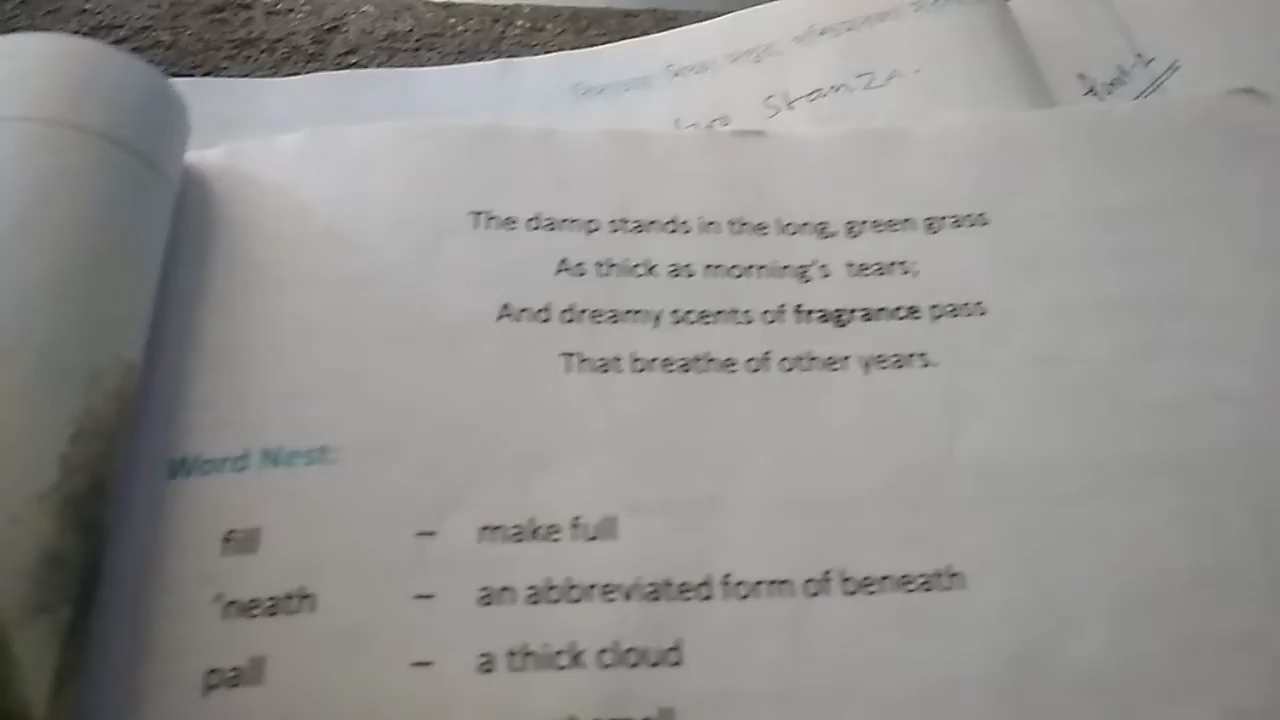 Stanza.
The damp stands in the long, green grass
As thick as morning's tears;
And dreamy scents of fragrance pass
That breathe of other years.
Word Nest:
fill – make full
'neath – an abbreviated form of beneath
pall – a thick cloud